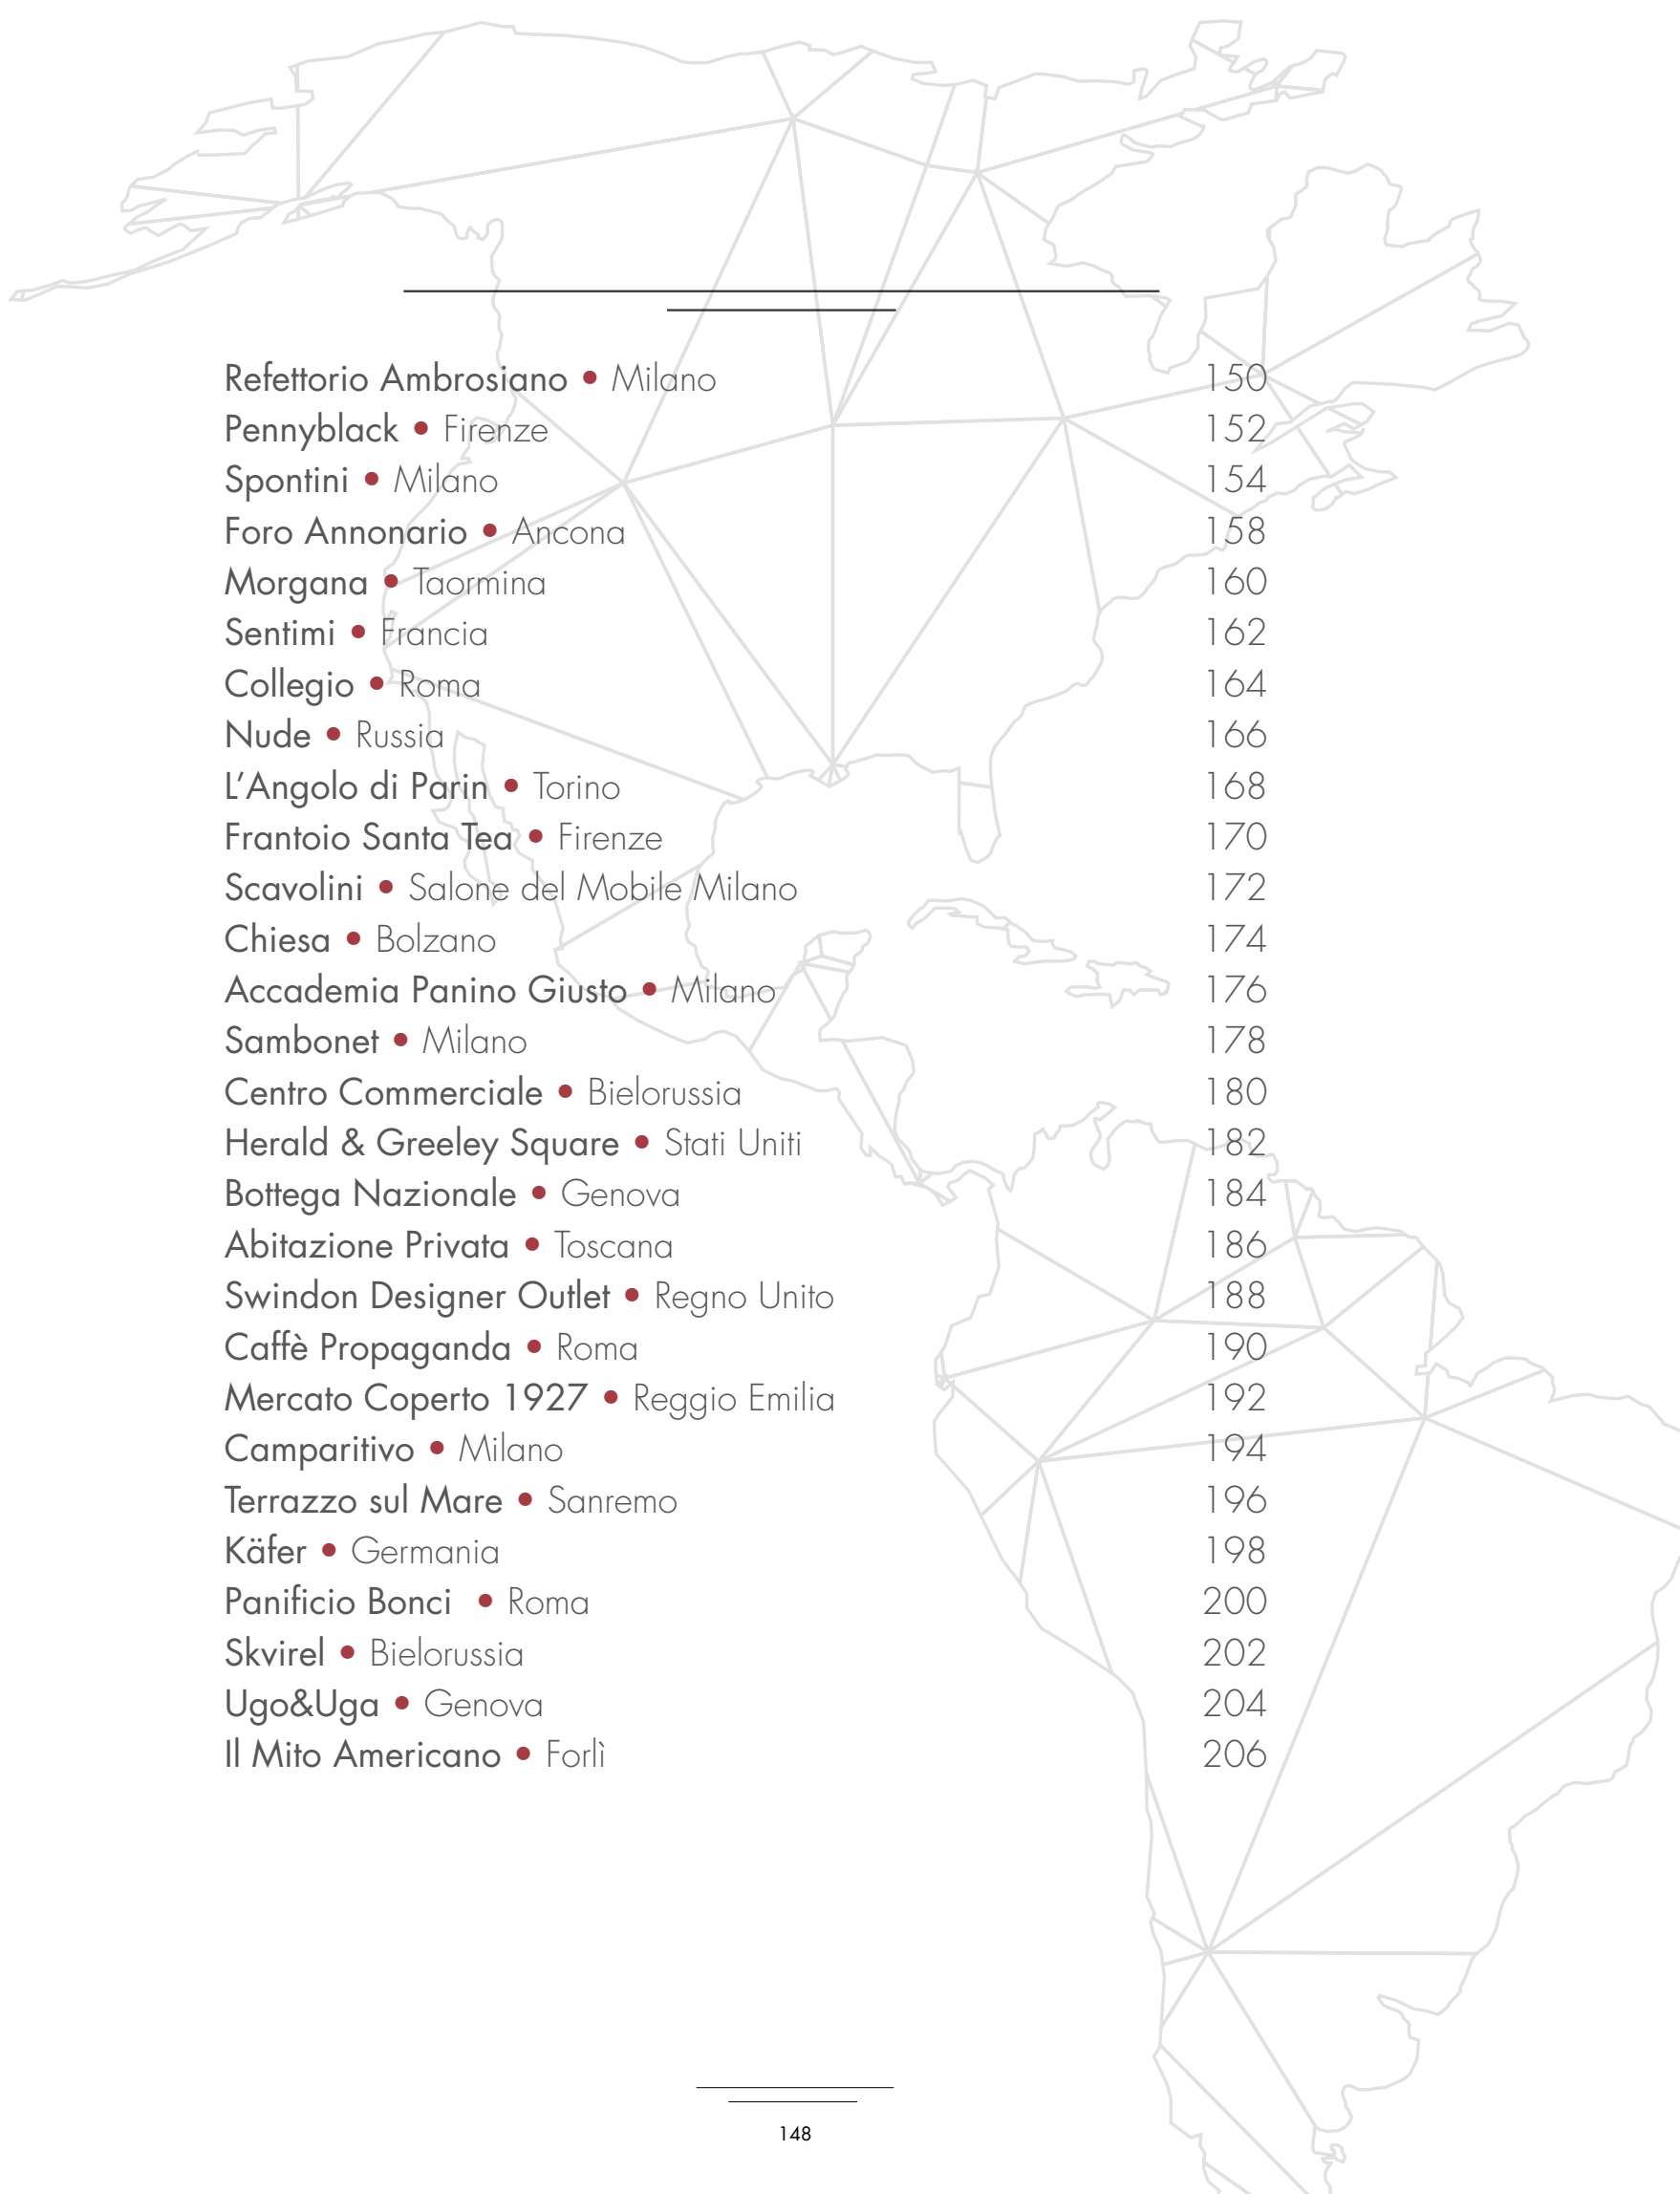 Refettorio Ambrosiano • Milano 150
Pennyblack • Firenze 152
Spontini • Milano 154
Foro Annonario • Ancona 158
Morgana • Taormina 160
Sentimi • Francia 162
Collegio • Roma 164
Nude • Russia 166
L’Angolo di Parin • Torino 168
Frantoio Santa Tea • Firenze 170
Scavolini • Salone del Mobile Milano 172
Chiesa • Bolzano 174
Accademia Panino Giusto • Milano 176
Sambonet • Milano 178
Centro Commerciale • Bielorussia 180
Herald & Greeley Square • Stati Uniti 182
Bottega Nazionale • Genova 184
Abitazione Privata • Toscana 186
Swindon Designer Outlet • Regno Unito 188
Caffè Propaganda • Roma 190
Mercato Coperto 1927 • Reggio Emilia 192
Camparitivo • Milano 194
Terrazzo sul Mare • Sanremo 196
Käfer • Germania 198
Panificio Bonci • Roma 200
Skvirel • Bielorussia 202
Ugo&Uga • Genova 204
Il Mito Americano • Forlì 206
148